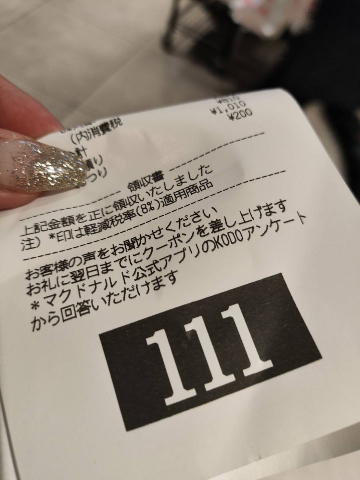 (内)消費税
計
¥1,010
¥200
つり
領収書
上記金額を正に領収いたしました
注) *印は軽減税率(8%)適用商品
お客様の声をお聞かせください
お礼に翌日までにクーポンを差し上げます
*マクドナルド公式アプリのKODOアンケート
から回答いただけます
111